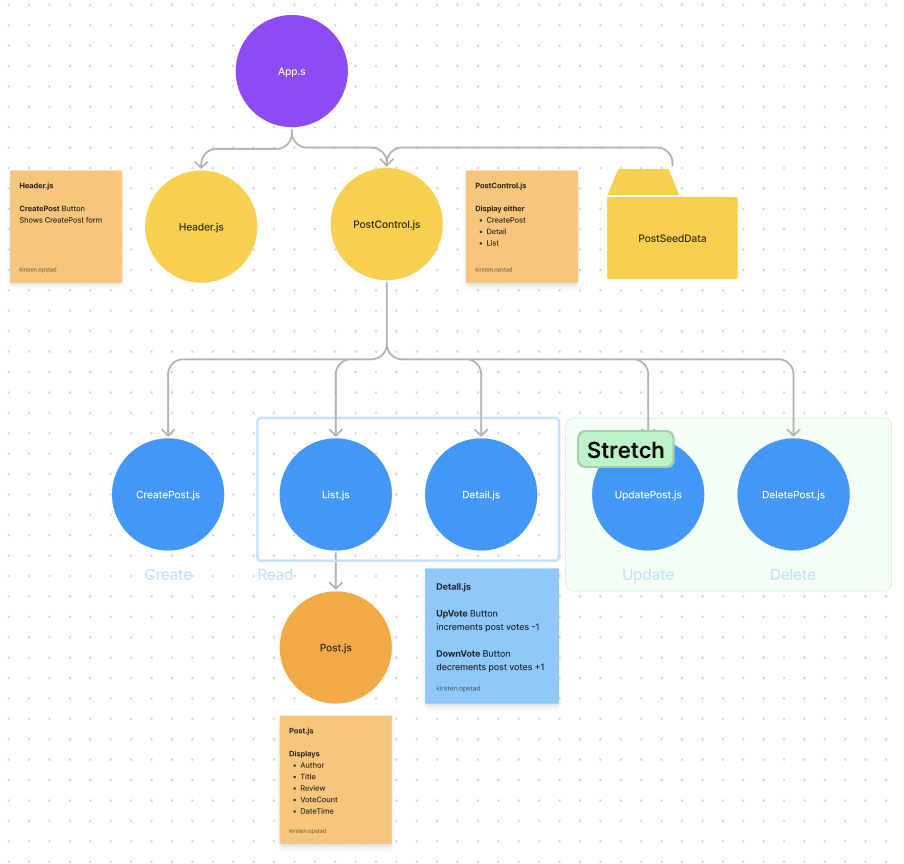 App.s
Header.js
CreatePost Button
Shows CreatePost form
kirsten.opstad
Header.js
PostControl.js
PostControl.js
Display either
• CreatePost
• Detail
• List
kirsten.opstad
PostSeedData
Stretch
CreatePost.js
List.js
Detail.js
UpdatePost.js
DeletePost.js
Create
Read
Update
Delete
Post.js
Detall.js
UpVote Button
increments post votes -1
DownVote Button
decrements post votes +1
kirsten.opstad
Post.js
Displays
• Author
• Title
• Review
• VoteCount
• DateTime
kirsten.opstad